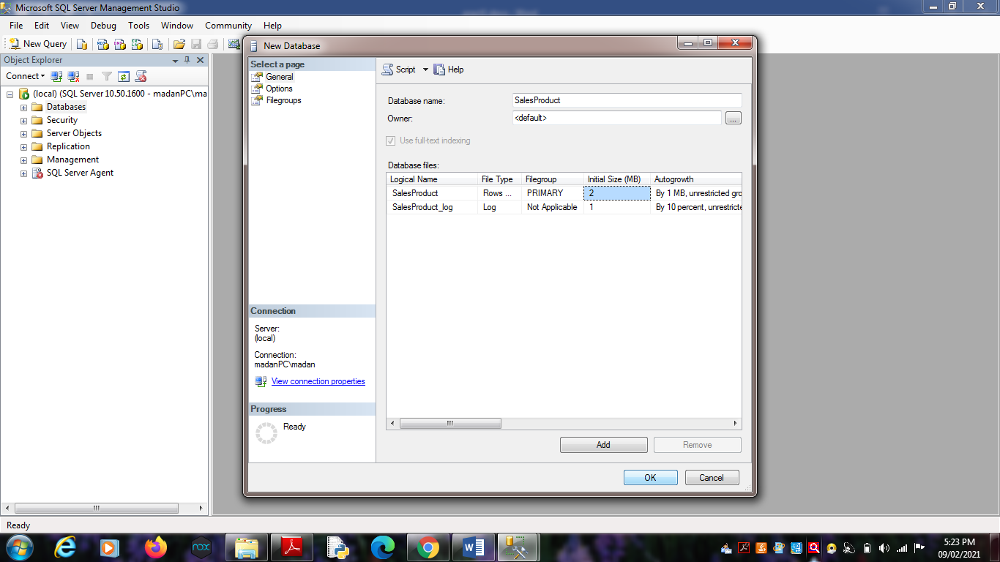 Microsoft SQL Server Management Studio
File Edit View Debug Tools Window Community Help
New Query
Object Explorer
Connect
(local) (SQL Server 10.50.1600 - madanPC\ma
Databases
Security
Server Objects
Replication
Management
SQL Server Agent
New Database
Select a page
General
Options
Filegroups
Script Help
Database name: SalesProduct
Owner: <default> ...
Use full-text indexing
Database files:
Logical Name File Type Filegroup Initial Size (MB) Autogrowth
SalesProduct Rows ... PRIMARY 2 By 1 MB, unrestricted gro
SalesProduct_log Log Not Applicable 1 By 10 percent, unrestricte
Connection
Server:
(local)
Connection:
madanPC\madan
View connection properties
Progress
Ready
Add Remove
OK Cancel
Ready
5:23 PM
09/02/2021